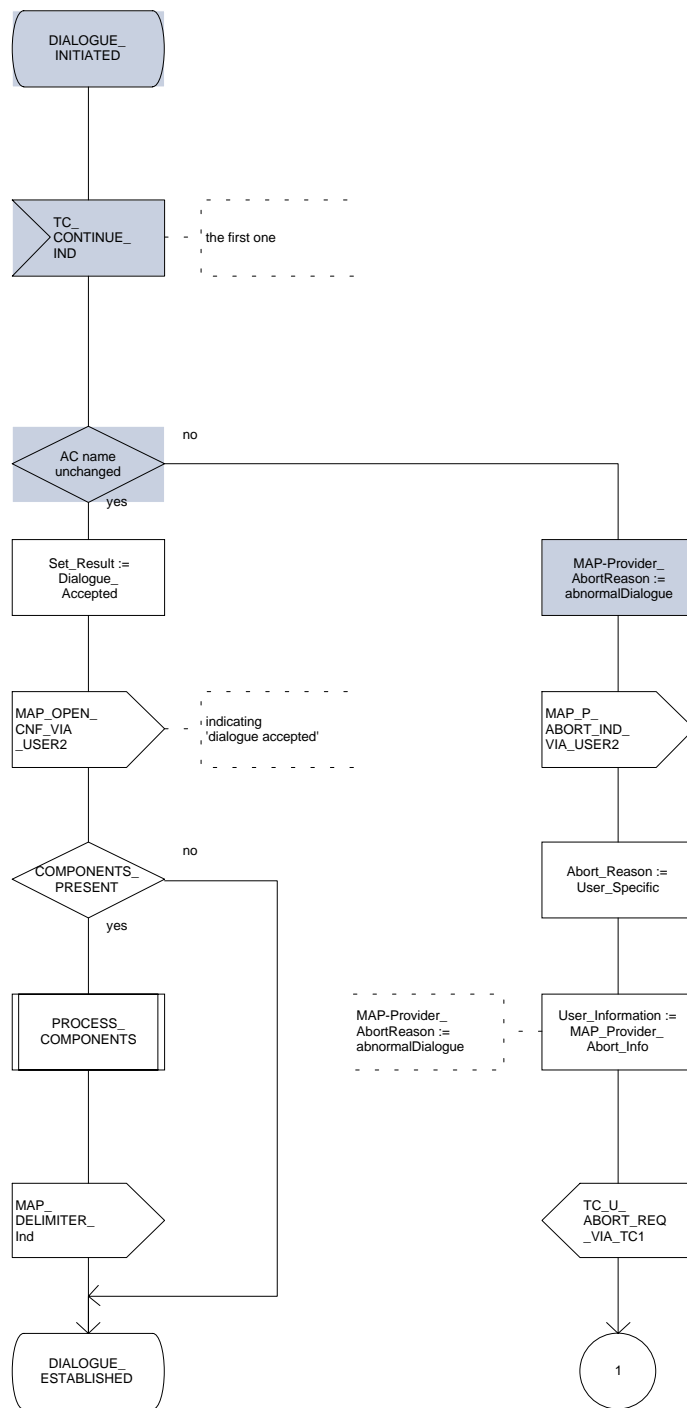 DIALOGUE_
INITIATED
TC_
CONTINUE_
IND
the first one
AC name
unchanged
no
yes
Set_Result :=
Dialogue_
Accepted
MAP-Provider_
AbortReason :=
abnormalDialogue
MAP_OPEN_
CNF_VIA
_USER2
indicating
'dialogue accepted'
MAP_P_
ABORT_IND_
VIA_USER2
COMPONENTS_
PRESENT
no
yes
Abort_Reason :=
User_Specific
PROCESS_
COMPONENTS
MAP-Provider_
AbortReason :=
abnormalDialogue
User_Information :=
MAP_Provider_
Abort_Info
MAP_
DELIMITER_
Ind
TC_U_
ABORT_REQ
_VIA_TC1
DIALOGUE_
ESTABLISHED
1